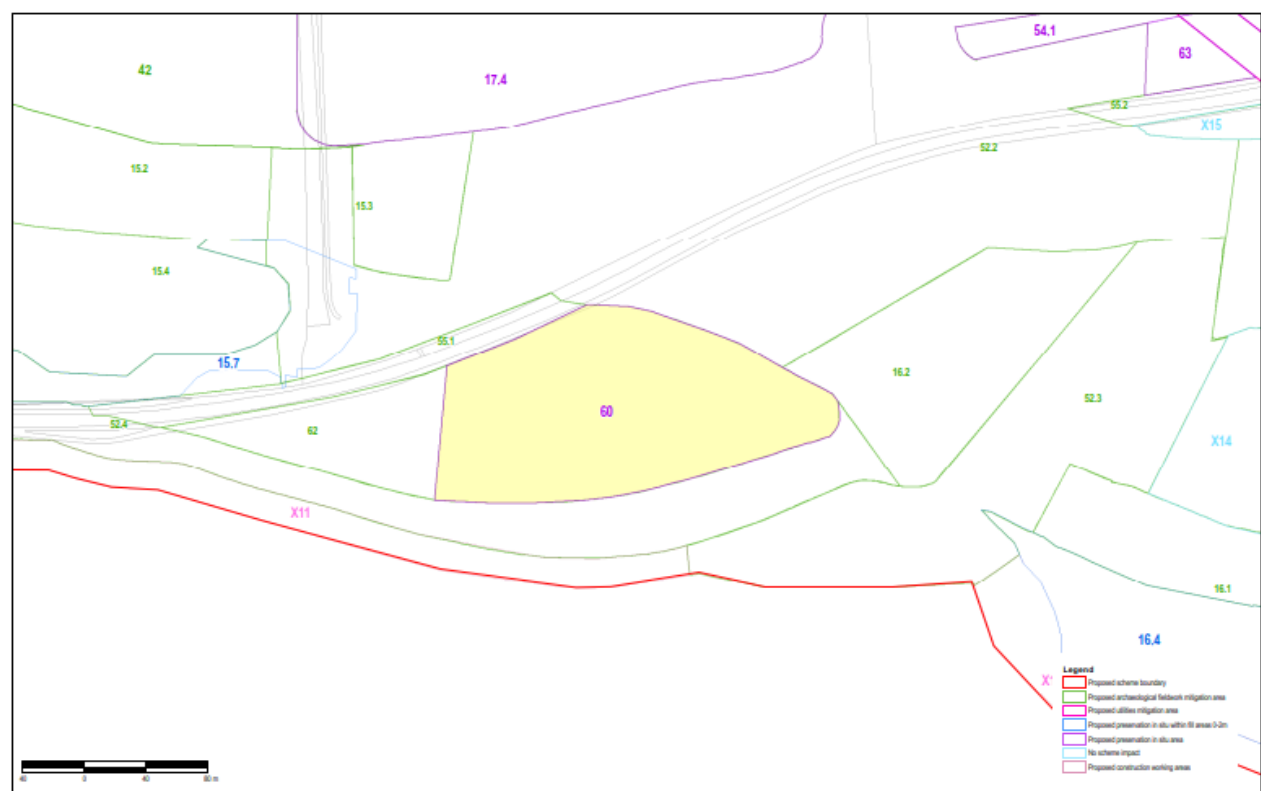 54.1
42
63
17.4
55.2
X15
52.2
15.2
15.3
15.4
55.1
15.7
16.2
52.3
60
52.4
62
X14
X11
16.1
16.4
Legend
Proposed scheme boundary
Proposed archaeological fieldwork mitigation area
Proposed utilities mitigation area
Proposed preservation in situ within fill areas 0-2m
Proposed preservation in situ area
No scheme impact
Proposed construction working areas
40 0 40 80 m